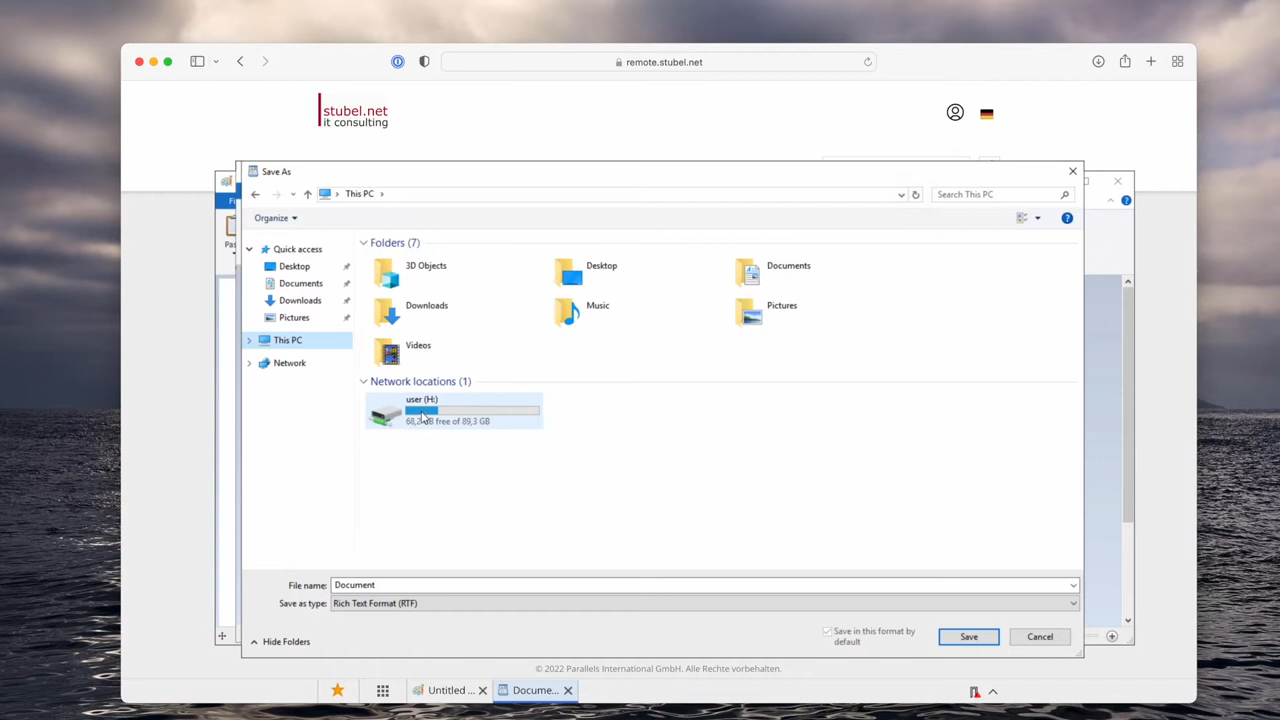 remote.stubel.net
stubel.net
it consulting
Save As
This PC
Search This PC
Organize
Quick access
Desktop
Documents
Downloads
Pictures
This PC
Network
Folders (7)
3D Objects
Desktop
Documents
Downloads
Music
Pictures
Videos
Network locations (1)
user (H:)
free of 89,3 GB
File name: Document
Save as type: Rich Text Format (RTF)
Save in this format by
default
Hide Folders
Save
Cancel
© 2022 Parallels International GmbH. Alle Rechte vorbehalten.
Untitled ...
Docume...